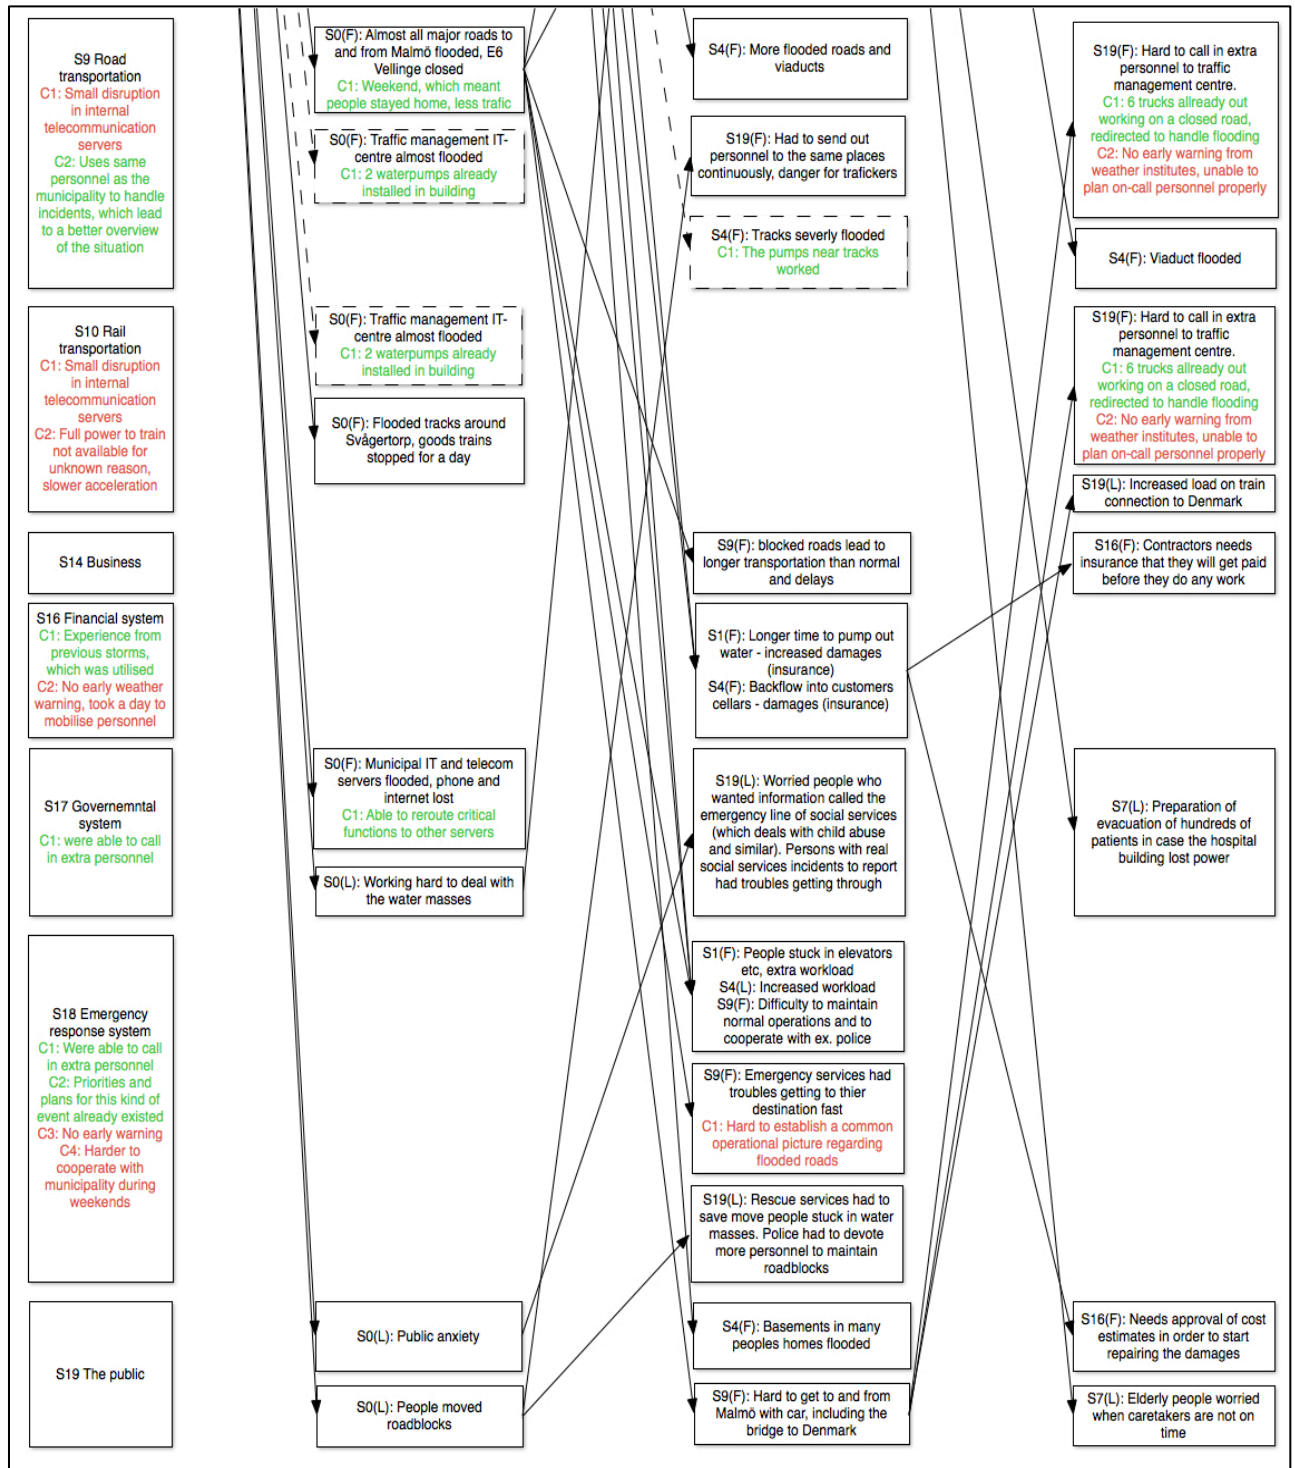 S9 Road
transportation
C1: Small disruption
in internal
telecommunication
servers
C2: Uses same
personnel as the
municipality to handle
incidents, which lead
to a better overview
of the situation
S0(F): Almost all major roads to
and from Malmö flooded, E6
Vellinge closed
C1: Weekend, which meant
people stayed home, less trafic
S0(F): Traffic management IT-
centre almost flooded
C1: 2 waterpumps already
installed in building
S4(F): More flooded roads and
viaducts
S19(F): Had to send out
personnel to the same places
continuously, danger for trafickers
S4(F): Tracks severly flooded
C1: The pumps near tracks
worked
S19(F): Hard to call in extra
personnel to traffic
management centre.
C1: 6 trucks allready out
working on a closed road,
redirected to handle flooding
C2: No early warning from
weather institutes, unable to
plan on-call personnel properly
S4(F): Viaduct flooded
S10 Rail
transportation
C1: Small disruption
in internal
telecommunication
servers
C2: Full power to train
not available for
unknown reason,
slower acceleration
S0(F): Traffic management IT-
centre almost flooded
C1: 2 waterpumps already
installed in building
S0(F): Flooded tracks around
Svågertorp, goods trains
stopped for a day
S19(F): Hard to call in extra
personnel to traffic
management centre.
C1: 6 trucks allready out
working on a closed road,
redirected to handle flooding
C2: No early warning from
weather institutes, unable to
plan on-call personnel properly
S19(L): Increased load on train
connection to Denmark
S14 Business
S9(F): blocked roads lead to
longer transportation than normal
and delays
S16(F): Contractors needs
insurance that they will get paid
before they do any work
S16 Financial system
C1: Experience from
previous storms,
which was utilised
C2: No early weather
warning, took a day to
mobilise personnel
S1(F): Longer time to pump out
water - increased damages
(insurance)
S4(F): Backflow into customers
cellars - damages (insurance)
S17 Governemntal
system
C1: were able to call
in extra personnel
S0(F): Municipal IT and telecom
servers flooded, phone and
internet lost
C1: Able to reroute critical
functions to other servers
S0(L): Working hard to deal with
the water masses
S19(L): Worried people who
wanted information called the
emergency line of social services
(which deals with child abuse
and similar). Persons with real
social services incidents to report
had troubles getting through
S7(L): Preparation of
evacuation of hundreds of
patients in case the hospital
building lost power
S18 Emergency
response system
C1: Were able to call
in extra personnel
C2: Priorities and
plans for this kind of
event already existed
C3: No early warning
C4: Harder to
cooperate with
municipality during
weekends
S1(F): People stuck in elevators
etc, extra workload
S4(L): Increased workload
S9(F): Difficulty to maintain
normal operations and to
cooperate with ex. police
S9(F): Emergency services had
troubles getting to thier
destination fast
C1: Hard to establish a common
operational picture regarding
flooded roads
S19(L): Rescue services had to
save move people stuck in water
masses. Police had to devote
more personnel to maintain
roadblocks
S19 The public
S0(L): Public anxiety
S0(L): People moved
roadblocks
S4(F): Basements in many
peoples homes flooded
S9(F): Hard to get to and from
Malmö with car, including the
bridge to Denmark
S16(F): Needs approval of cost
estimates in order to start
repairing the damages
S7(L): Elderly people worried
when caretakers are not on
time